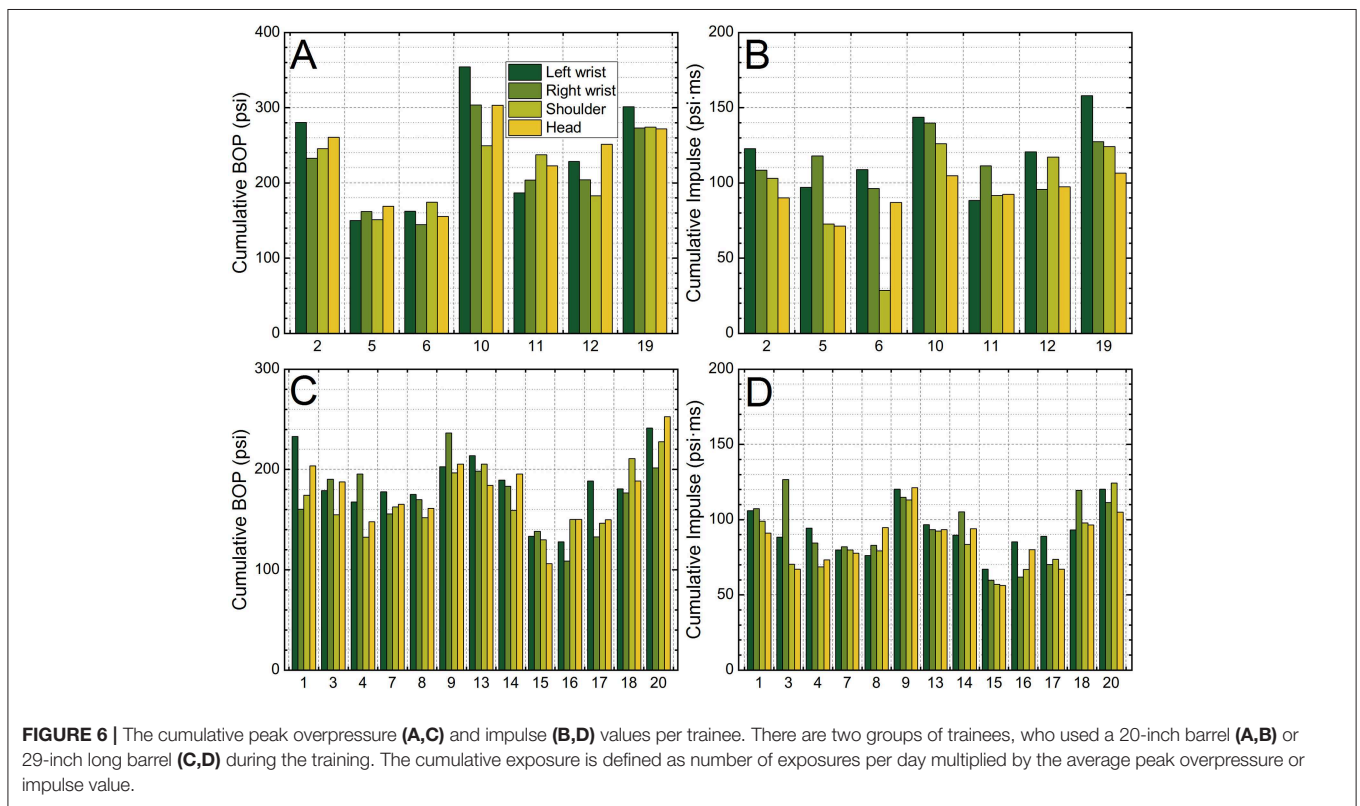 A
Cumulative BOP (psi)
400
300
200
100
0
Left wrist
Right wrist
Shoulder
Head
2 5 6 10 11 12 19
B
Cumulative Impulse (psi·ms)
200
150
100
50
0
2 5 6 10 11 12 19
C
Cumulative BOP (psi)
300
200
100
0
1 3 4 7 8 9 13 14 15 16 17 18 20
D
Cumulative Impulse (psi·ms)
200
150
100
50
0
1 3 4 7 8 9 13 14 15 16 17 18 20
FIGURE 6 | The cumulative peak overpressure (A,C) and impulse (B,D) values per trainee. There are two groups of trainees, who used a 20-inch barrel (A,B) or
29-inch long barrel (C,D) during the training. The cumulative exposure is defined as number of exposures per day multiplied by the average peak overpressure or
impulse value.